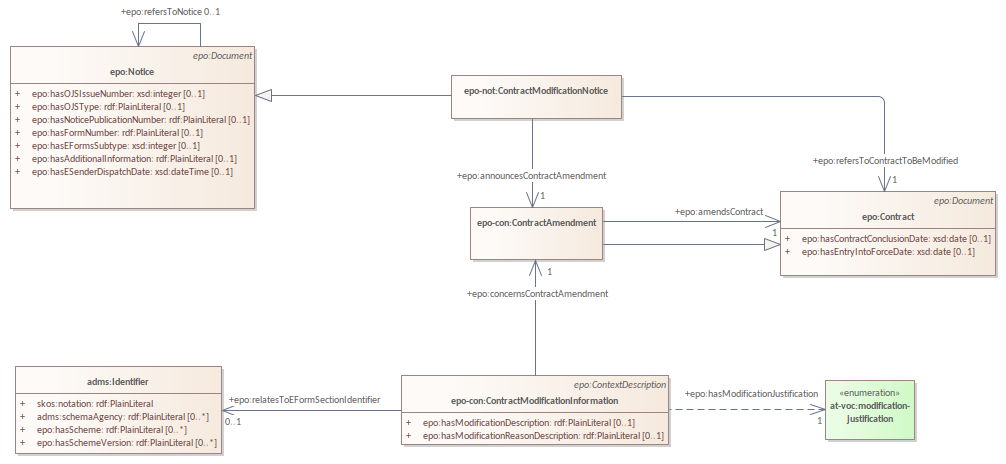 +epo:refersToNotice 0..1
epo:Document
epo:Notice
+ epo:hasOJSIssueNumber: xsd:integer [0..1]
+ epo:hasOJSType: rdf:PlainLiteral [0..1]
+ epo:hasNoticePublicationNumber: rdf:PlainLiteral [0..1]
+ epo:hasFormNumber: rdf:PlainLiteral [0..1]
+ epo:hasEFormsSubtype: xsd:integer [0..1]
+ epo:hasAdditionalInformation: rdf:PlainLiteral [0..1]
+ epo:hasESenderDispatchDate: xsd:dateTime [0..1]
epo-not:ContractModificationNotice
+epo:refersToContractToBeModified
1
+epo:announcesContractAmendment
1
epo-con:ContractAmendment
+epo:amendsContract
1
epo:Document
epo:Contract
+ epo:hasContractConclusionDate: xsd:date [0..1]
+ epo:hasEntryIntoForceDate: xsd:date [0..1]
1
+epo:concernsContractAmendment
adms:Identifier
+ skos:notation: rdf:PlainLiteral
+ adms:schemaAgency: rdf:PlainLiteral [0..*]
+ epo:hasScheme: rdf:PlainLiteral [0..*]
+ epo:hasSchemeVersion: rdf:PlainLiteral [0..*]
+epo:relatesToEFormSectionIdentifier
0..1
epo:ContextDescription
epo-con:ContractModificationInformation
+ epo:hasModificationDescription: rdf:PlainLiteral [0..1]
+ epo:hasModificationReasonDescription: rdf:PlainLiteral [0..1]
+epo:hasModificationJustification
1
«enumeration»
at-voc:modification-
justification